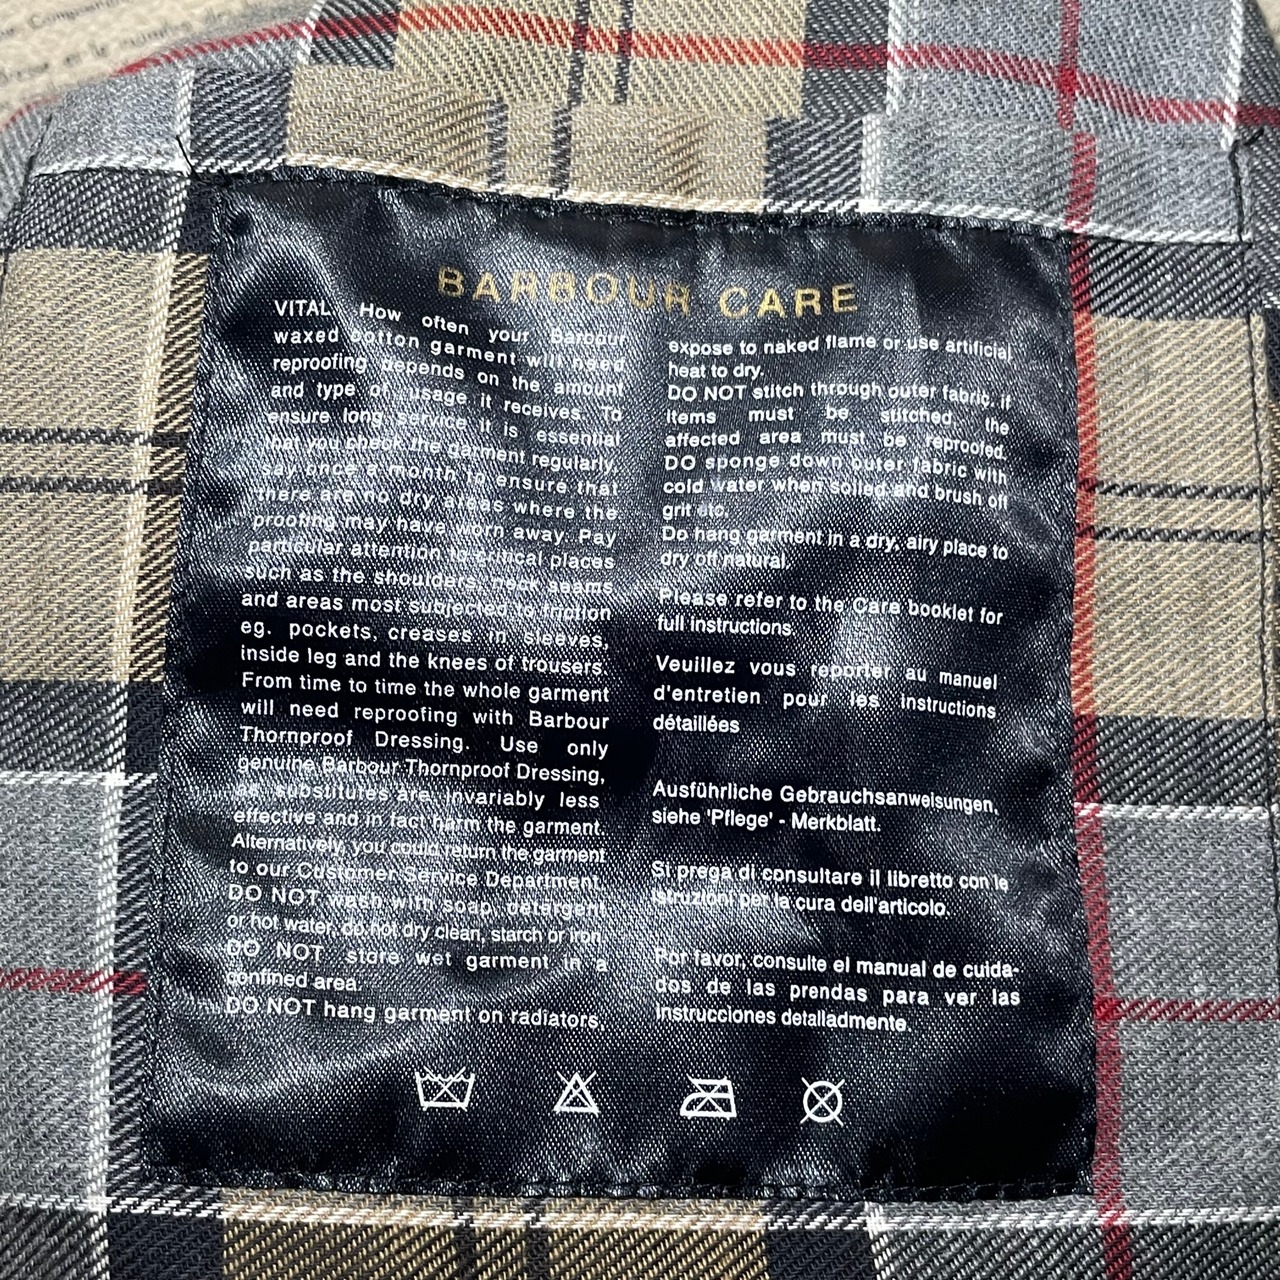 BARBOUR CARE
VITAL. How often your Barbour
waxed cotton garment will need
reproofing depends on the amount
and type of usage it receives. To
ensure long service it is essential
that you check the garment regularly,
say once a month to ensure that
there are no dry areas where the
proofing may have worn away. Pay
particular attention to critical places
such as the shoulders, neck seams
and areas most subjected to friction
eg. pockets, creases in sleeves,
inside leg and the knees of trousers.
From time to time the whole garment
will need reproofing with Barbour
Thornproof Dressing. Use only
genuine Barbour Thornproof Dressing,
as substitutes are invariably less
effective and in fact harm the garment.
Alternatively, you could return the garment
to our Customer Service Department.
DO NOT wash with soap, detergent
or hot water, do not dry clean, starch or iron.
DO NOT store wet garment in a
confined area.
DO NOT hang garment on radiators,
expose to naked flame or use artificial
heat to dry.
DO NOT stitch through outer fabric. If
items must be stitched, the
affected area must be reproofed.
DO sponge down outer fabric with
cold water when soiled and brush off
grit etc.
Do hang garment in a dry, airy place to
dry off natural.
Please refer to the Care booklet for
full instructions.
Veuillez vous reporter au manuel
d'entretien pour les instructions
détaillées
Ausführliche Gebrauchsanweisungen,
siehe 'Pflege' - Merkblatt.
Si prega di consultare il libretto con le
istruzioni per la cura dell'articolo.
Por favor, consulte el manual de cuida-
dos de las prendas para ver las
instrucciones detalladmente.